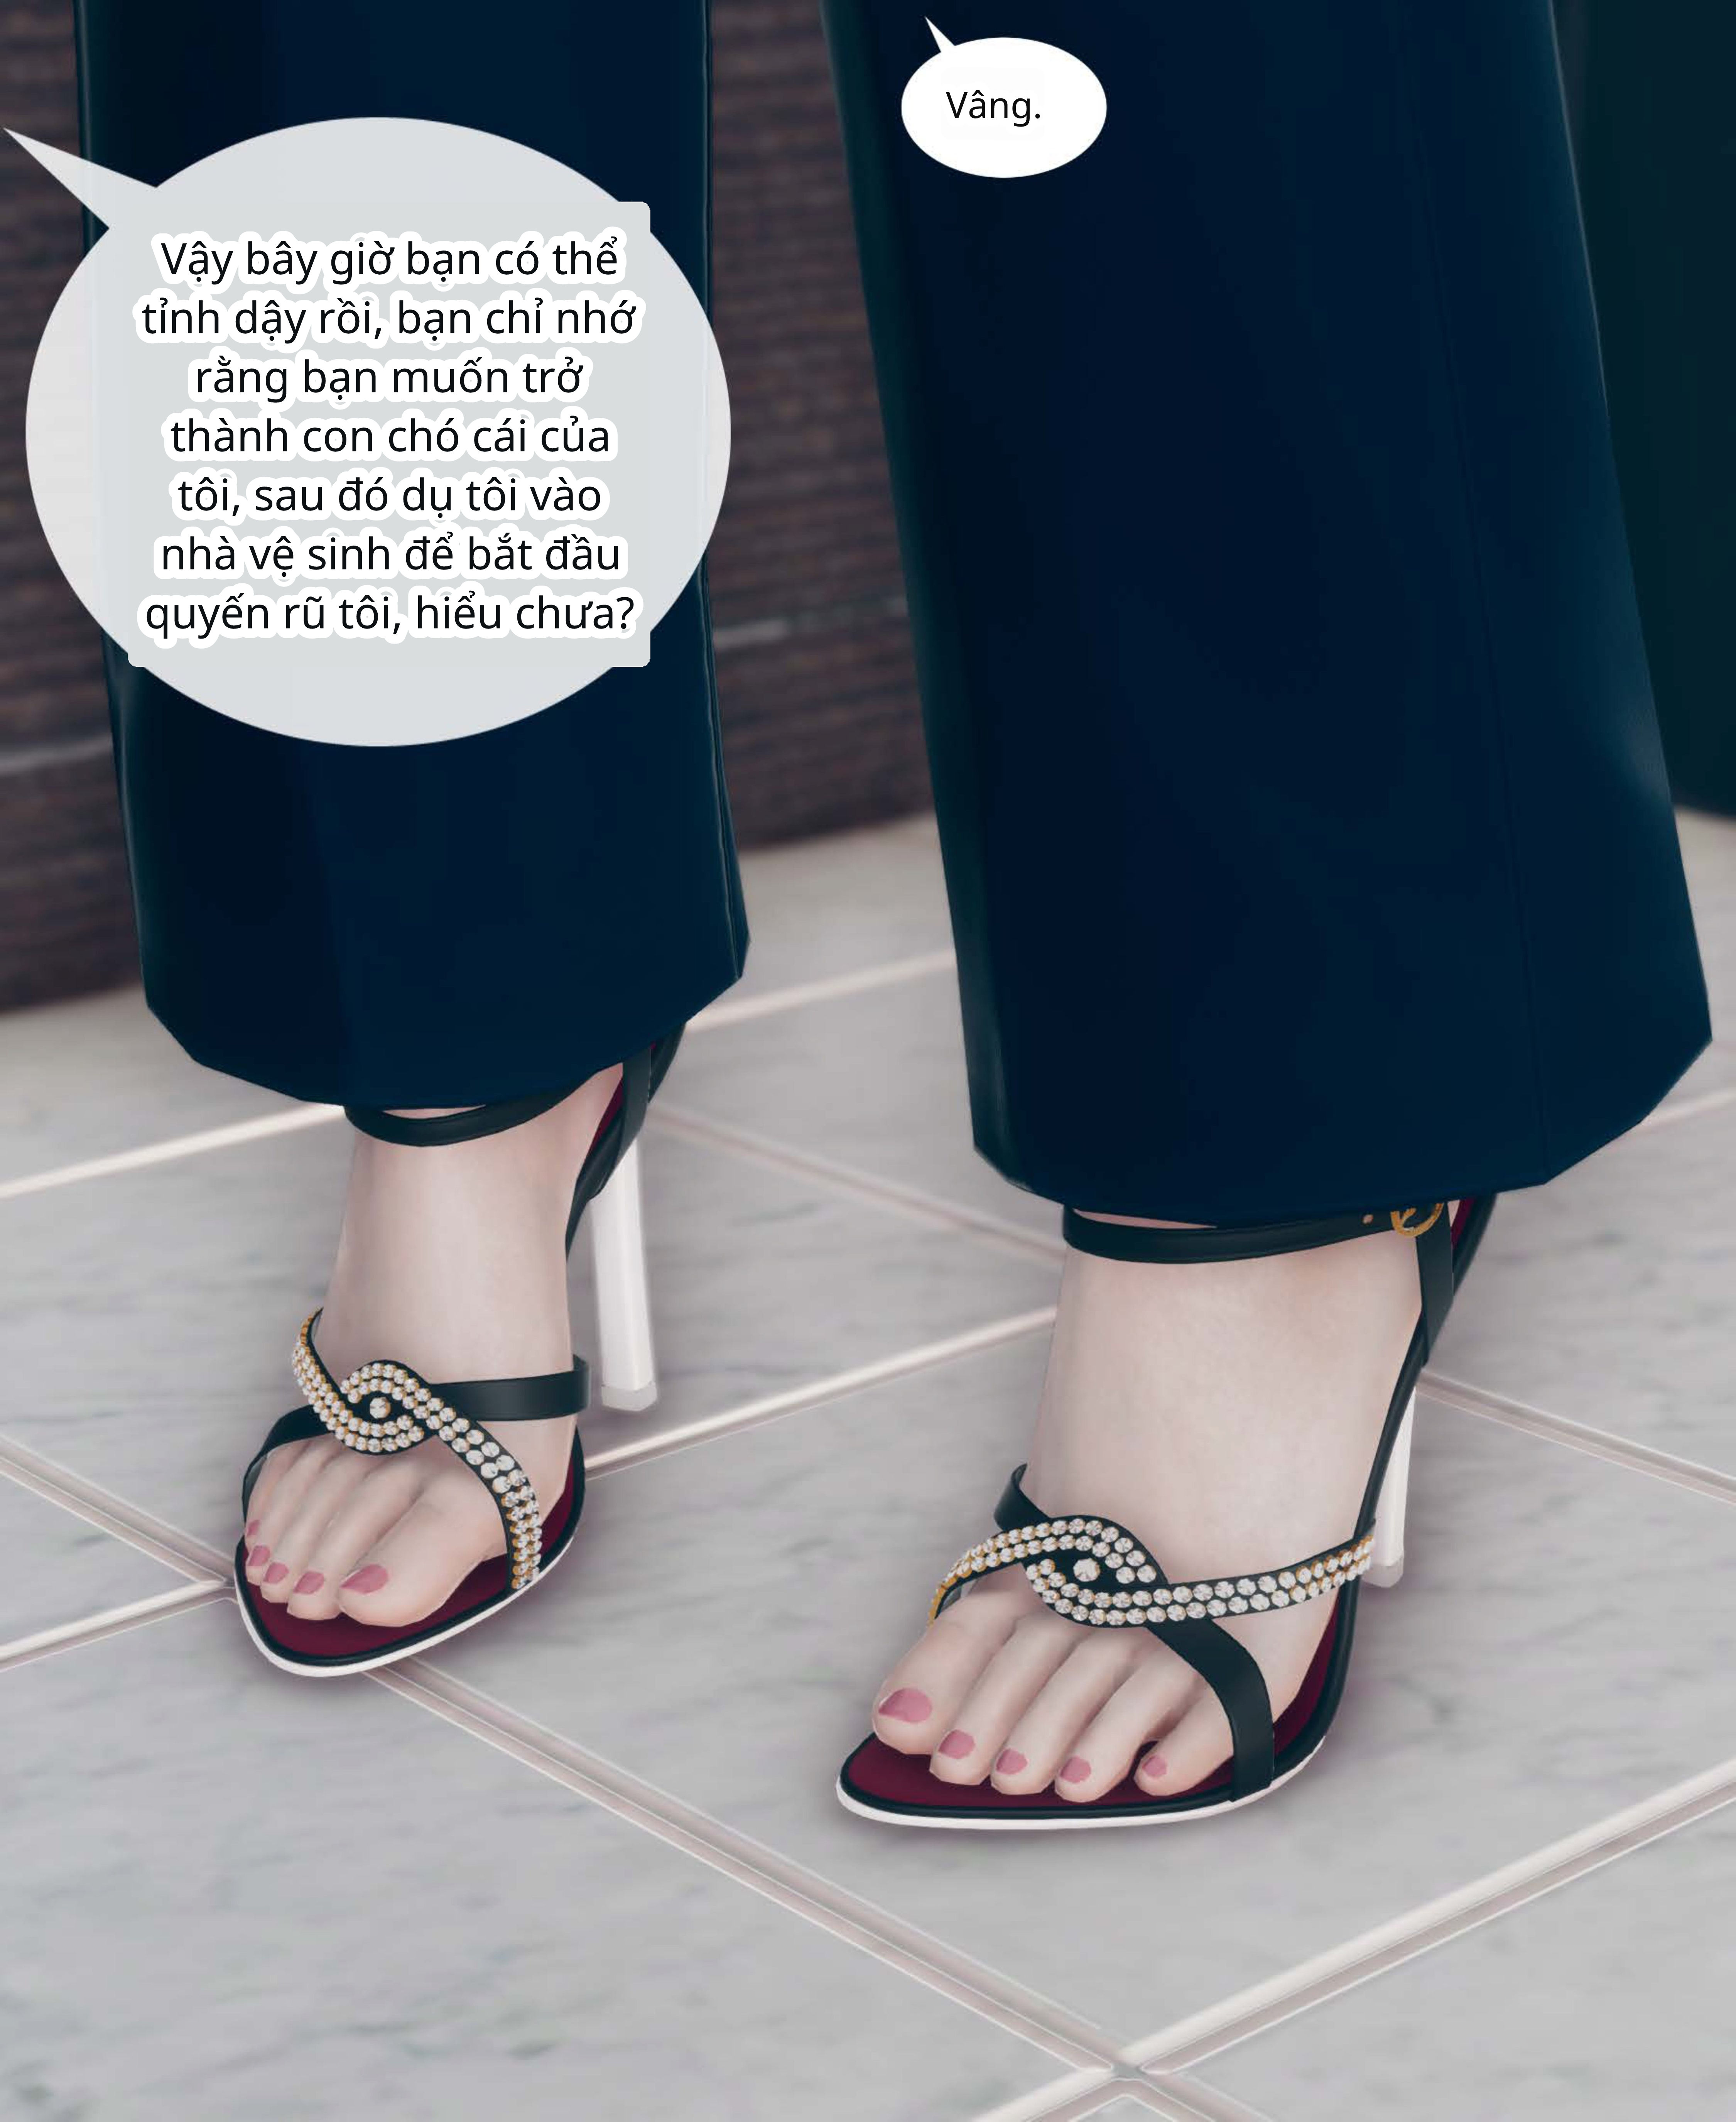 Vâng.
Vậy bây giờ bạn có thể
tỉnh dậy rồi, bạn chỉ nhớ
rằng bạn muốn trở
thành con chó cái của
tôi, sau đó dụ tôi vào
nhà vệ sinh để bắt đầu
quyến rũ tôi, hiểu chưa?